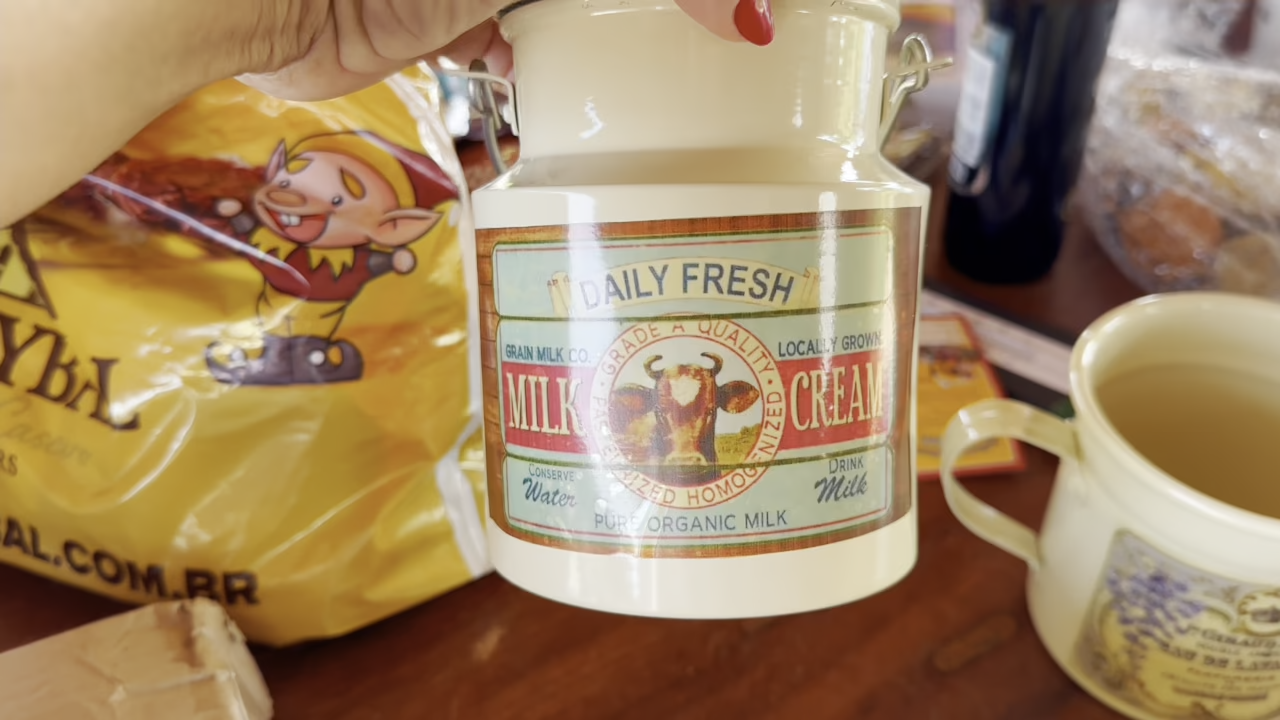 DAILY FRESH
GRAIN MILK CO.
LOCALLY GROWN
GRADE A QUALITY
MILK
CREAM
HOMOGENIZED
CONSERVE
Water
DRINK
Milk
PURE ORGANIC MILK
AL.COM.BR